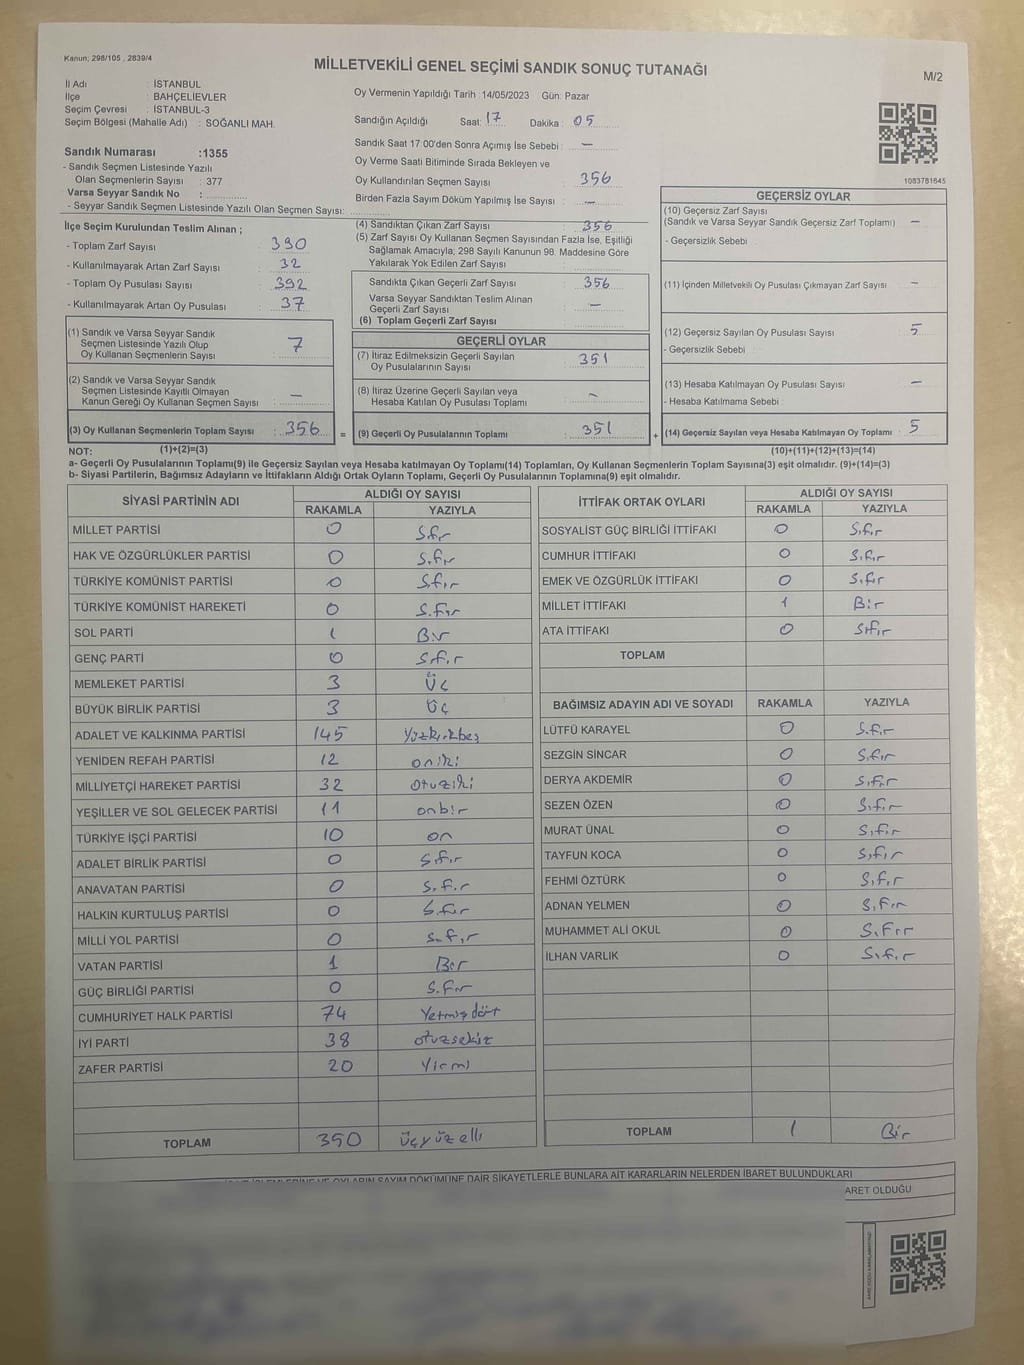 Kanun; 298/105 , 2839/4
MİLLETVEKİLİ GENEL SEÇİMİ SANDIK SONUÇ TUTANAĞI
M/2
İl Adı : İSTANBUL
İlçe : BAHÇELİEVLER
Seçim Çevresi : İSTANBUL-3
Seçim Bölgesi (Mahalle Adı) : SOĞANLI MAH.
Sandık Numarası :1355
- Sandık Seçmen Listesinde Yazılı
Olan Seçmenlerin Sayısı : 377
Varsa Seyyar Sandık No :
- Seyyar Sandık Seçmen Listesinde Yazılı Olan Seçmen Sayısı:
Oy Vermenin Yapıldığı Tarih :14/05/2023 Gün: Pazar
Sandığın Açıldığı Saat: 17 Dakika: 05
Sandık Saat 17.00'den Sonra Açımış İse Sebebi : —
Oy Verme Saati Bitiminde Sırada Bekleyen ve
Oy Kullandırılan Seçmen Sayısı 356
Birden Fazla Sayım Döküm Yapılmış İse Sayısı : —
1083781645
İlçe Seçim Kurulundan Teslim Alınan ;
- Toplam Zarf Sayısı : 390
- Kullanılmayarak Artan Zarf Sayısı : 32
- Toplam Oy Pusulası Sayısı : 392
- Kullanılmayarak Artan Oy Pusulası : 37
(1) Sandık ve Varsa Seyyar Sandık
Seçmen Listesinde Yazılı Olup
Oy Kullanan Seçmenlerin Sayısı : 7
(2) Sandık ve Varsa Seyyar Sandık
Seçmen Listesinde Kayıtlı Olmayan
Kanun Gereği Oy Kullanan Seçmen Sayısı : —
(3) Oy Kullanan Seçmenlerin Toplam Sayısı : 356
(4) Sandıktan Çıkan Zarf Sayısı : 356
(5) Zarf Sayısı Oy Kullanan Seçmen Sayısından Fazla İse, Eşitliği
Sağlamak Amacıyla; 298 Sayılı Kanunun 98. Maddesine Göre
Yakılarak Yok Edilen Zarf Sayısı :
Sandıkta Çıkan Geçerli Zarf Sayısı : 356
Varsa Seyyar Sandıktan Teslim Alınan
Geçerli Zarf Sayısı : —
(6) Toplam Geçerli Zarf Sayısı
GEÇERLİ OYLAR
(7) İtiraz Edilmeksizin Geçerli Sayılan
Oy Pusulalarının Sayısı : 351
(8) İtiraz Üzerine Geçerli Sayılan veya
Hesaba Katılan Oy Pusulası Toplamı : —
= (9) Geçerli Oy Pusulalarının Toplamı : 351
GEÇERSİZ OYLAR
(10) Geçersiz Zarf Sayısı
(Sandık ve Varsa Seyyar Sandık Geçersiz Zarf Toplamı) —
- Geçersizlik Sebebi
(11) İçinden Milletvekili Oy Pusulası Çıkmayan Zarf Sayısı —
(12) Geçersiz Sayılan Oy Pusulası Sayısı : 5
- Geçersizlik Sebebi :
(13) Hesaba Katılmayan Oy Pusulası Sayısı —
- Hesaba Katılmama Sebebi
+ (14) Geçersiz Sayılan veya Hesaba Katılmayan Oy Toplamı : 5
NOT: (1)+(2)=(3)
(10)+(11)+(12)+(13)=(14)
a- Geçerli Oy Pusulalarının Toplamı(9) ile Geçersiz Sayılan veya Hesaba katılmayan Oy Toplamı(14) Toplamları, Oy Kullanan Seçmenlerin Toplam Sayısına(3) eşit olmalıdır. (9)+(14)=(3)
b- Siyasi Partilerin, Bağımsız Adayların ve İttifakların Aldığı Ortak Oyların Toplamı, Geçerli Oy Pusulalarının Toplamına(9) eşit olmalıdır.
SİYASİ PARTİNİN ADI ALDIĞI OY SAYISI
RAKAMLA YAZIYLA
MİLLET PARTİSİ 0 Sıfır
HAK VE ÖZGÜRLÜKLER PARTİSİ 0 Sıfır
TÜRKİYE KOMÜNİST PARTİSİ 0 Sıfır
TÜRKİYE KOMÜNİST HAREKETİ 0 Sıfır
SOL PARTİ 1 Bir
GENÇ PARTİ 0 Sıfır
MEMLEKET PARTİSİ 3 Üç
BÜYÜK BİRLİK PARTİSİ 3 Üç
ADALET VE KALKINMA PARTİSİ 145 Yüzkırkbeş
YENİDEN REFAH PARTİSİ 12 oniki
MİLLİYETÇİ HAREKET PARTİSİ 32 otuziki
YEŞİLLER VE SOL GELECEK PARTİSİ 11 onbir
TÜRKİYE İŞÇİ PARTİSİ 10 on
ADALET BİRLİK PARTİSİ 0 Sıfır
ANAVATAN PARTİSİ 0 Sıfır
HALKIN KURTULUŞ PARTİSİ 0 Sıfır
MİLLİ YOL PARTİSİ 0 Sıfır
VATAN PARTİSİ 1 Bir
GÜÇ BİRLİĞİ PARTİSİ 0 Sıfır
CUMHURİYET HALK PARTİSİ 74 Yetmişdört
İYİ PARTİ 38 otuzsekiz
ZAFER PARTİSİ 20 Yirmi
TOPLAM 350 Üçyüzelli
İTTİFAK ORTAK OYLARI ALDIĞI OY SAYISI
RAKAMLA YAZIYLA
SOSYALİST GÜÇ BİRLİĞİ İTTİFAKI 0 Sıfır
CUMHUR İTTİFAKI 0 Sıfır
EMEK VE ÖZGÜRLÜK İTTİFAKI 0 Sıfır
MİLLET İTTİFAKI 1 Bir
ATA İTTİFAKI 0 Sıfır
TOPLAM
BAĞIMSIZ ADAYIN ADI VE SOYADI RAKAMLA YAZIYLA
LÜTFÜ KARAYEL 0 Sıfır
SEZGİN SİNCAR 0 Sıfır
DERYA AKDEMİR 0 Sıfır
SEZEN ÖZEN 0 Sıfır
MURAT ÜNAL 0 Sıfır
TAYFUN KOCA 0 Sıfır
FEHMİ ÖZTÜRK 0 Sıfır
ADNAN YELMEN 0 Sıfır
MUHAMMET ALİ OKUL 0 Sıfır
İLHAN VARLIK 0 Sıfır
TOPLAM 1 Bir
OYLARIN SAYIM DÖKÜMÜNE DAİR ŞİKAYETLERLE BUNLARA AİT KARARLARIN NELERDEN İBARET BULUNDUKLARI
OLDUĞU